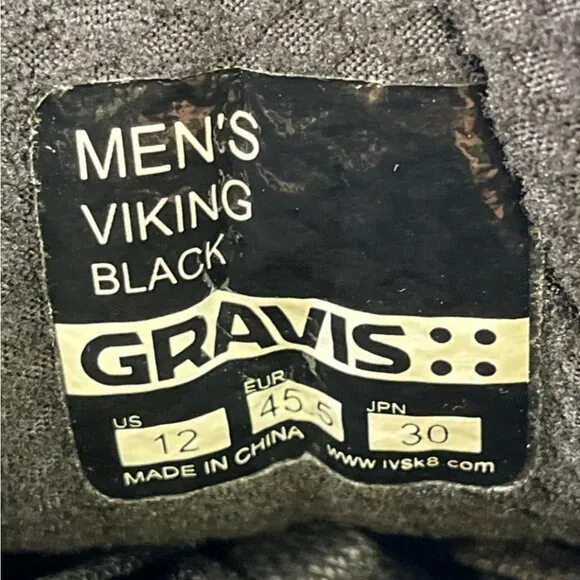 MEN'S
VIKING
BLACK
GRAVIS
US 12 EUR 45.5 JPN 30
MADE IN CHINA www ivsk8 com